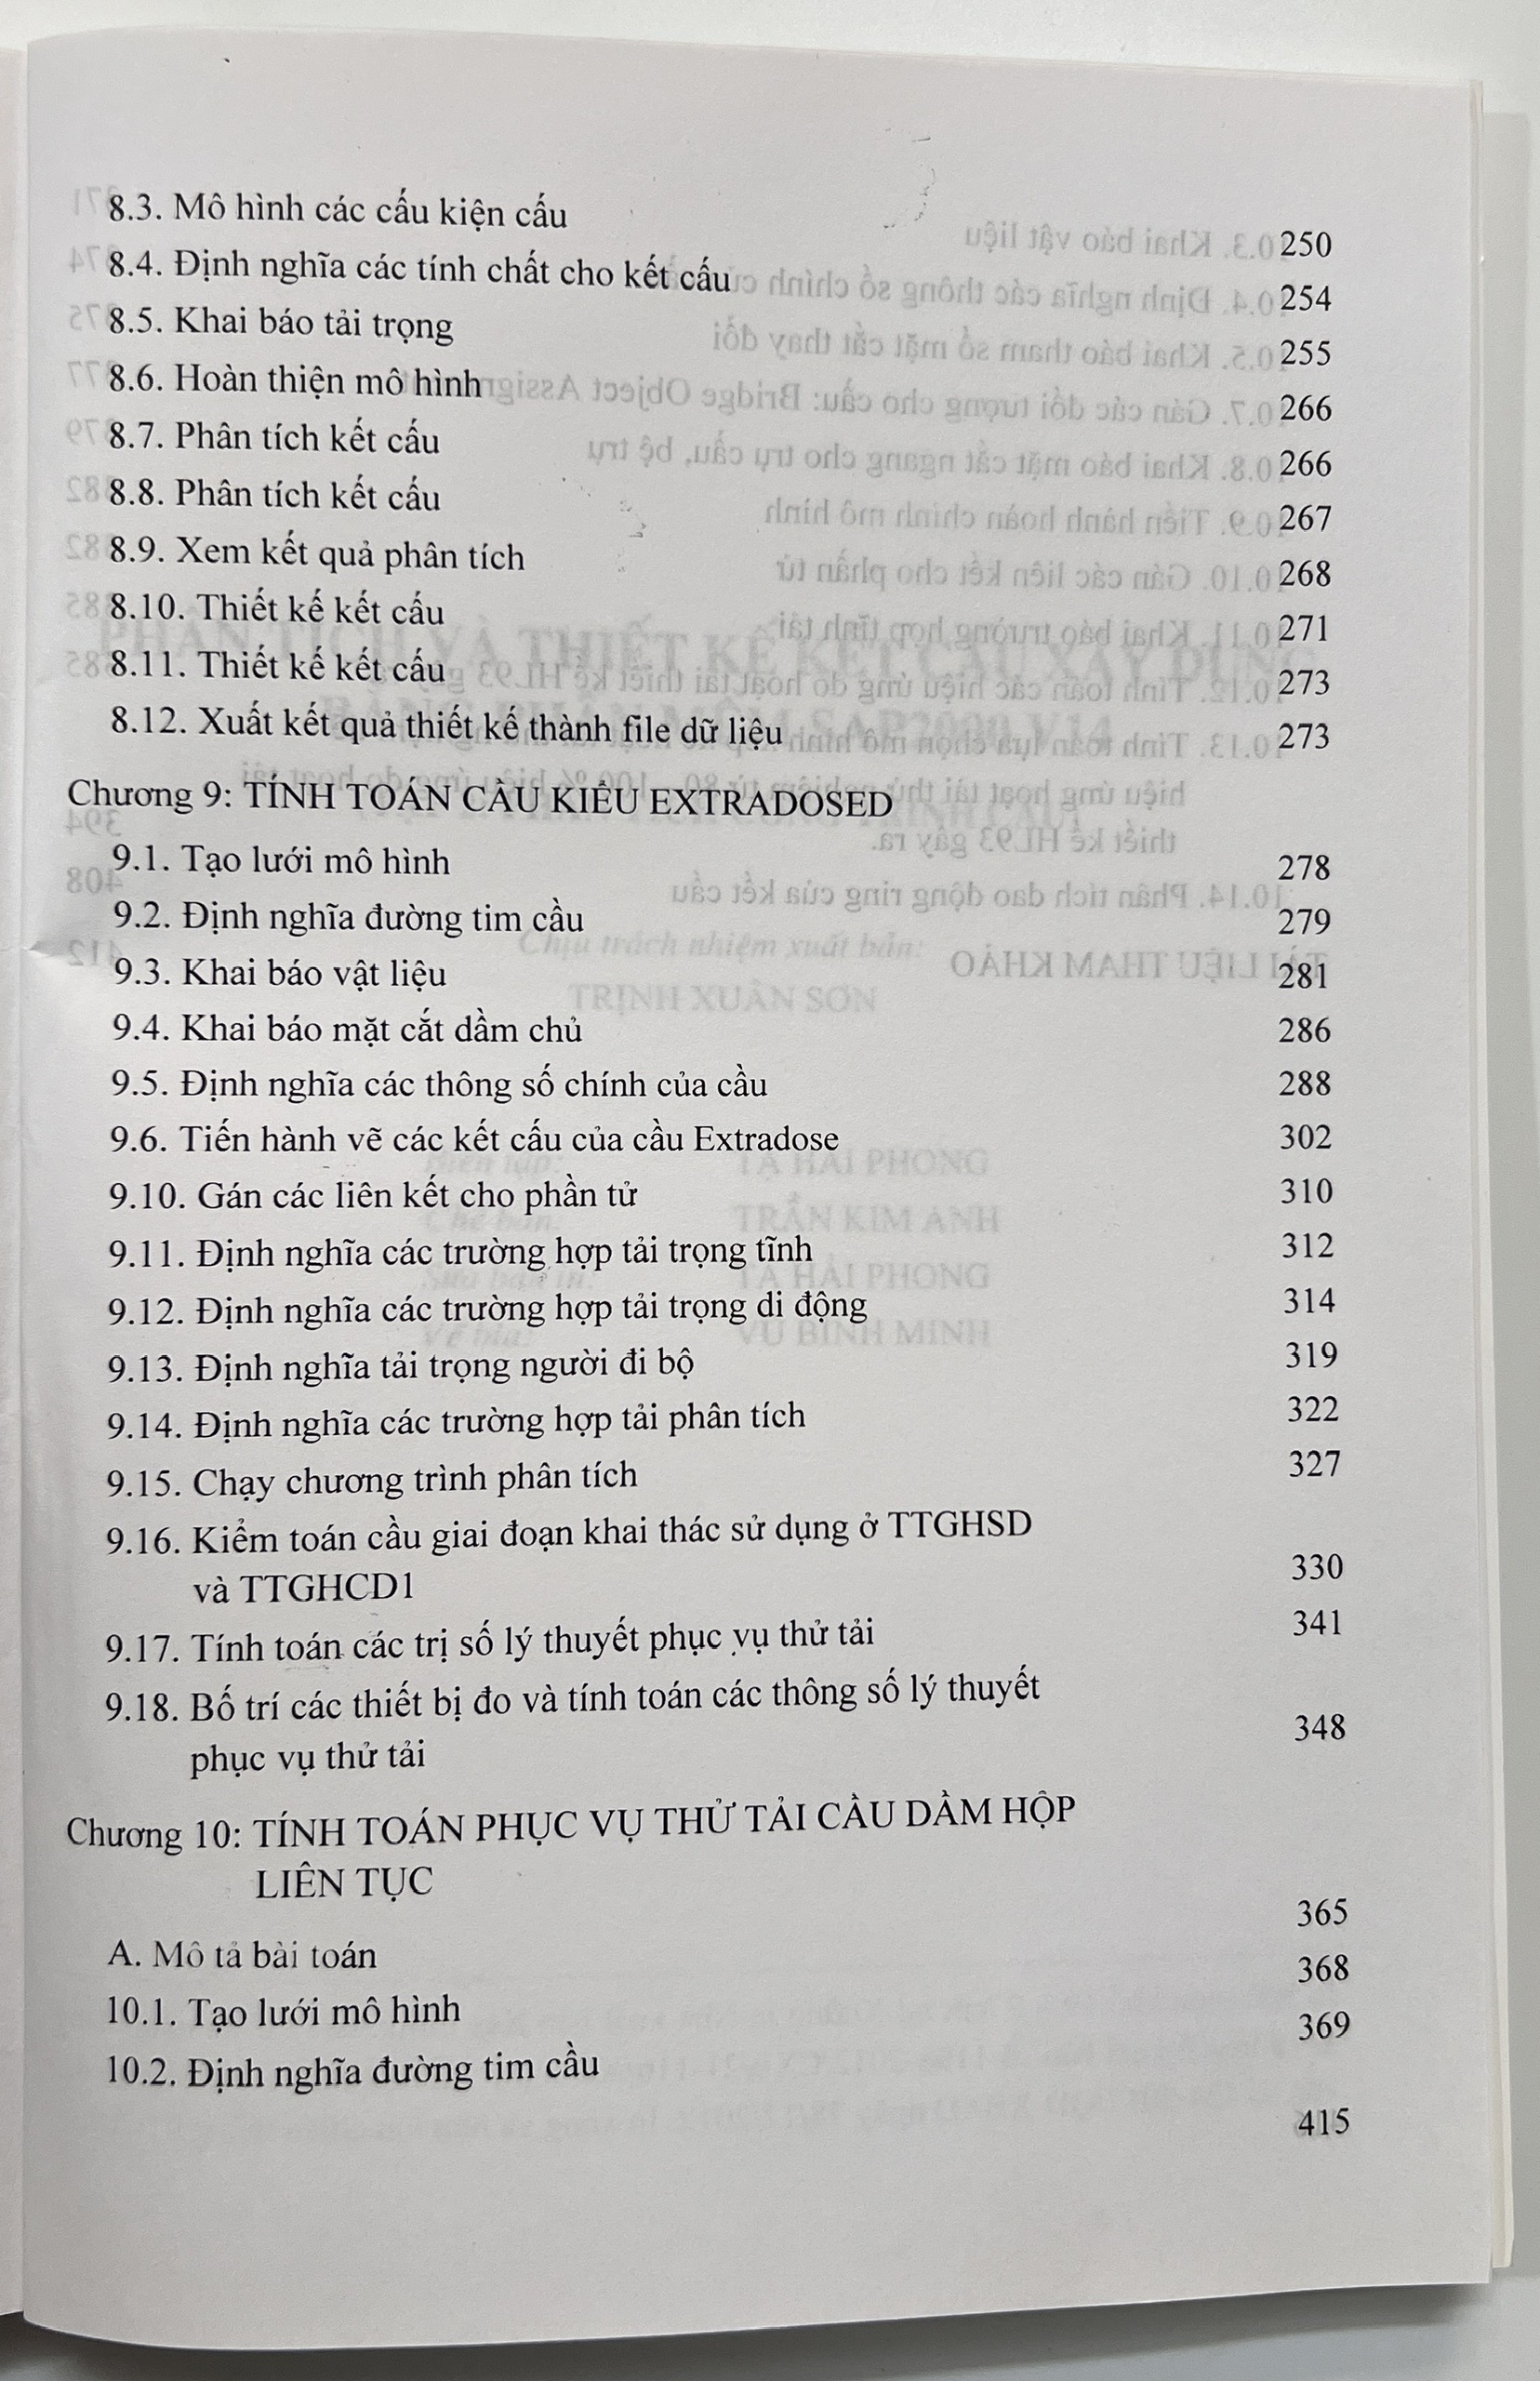 8.3. Mô hình các cấu kiện cấu 250
8.4. Định nghĩa các tính chất cho kết cấu 254
8.5. Khai báo tải trọng 255
8.6. Hoàn thiện mô hình 266
8.7. Phân tích kết cấu 266
8.8. Phân tích kết cấu 267
8.9. Xem kết quả phân tích 268
8.10. Thiết kế kết cấu 271
8.11. Thiết kế kết cấu 273
8.12. Xuất kết quả thiết kế thành file dữ liệu 273
Chương 9: TÍNH TOÁN CẦU KIỂU EXTRADOSED
9.1. Tạo lưới mô hình 278
9.2. Định nghĩa đường tim cầu 279
9.3. Khai báo vật liệu 281
9.4. Khai báo mặt cắt dầm chủ 286
9.5. Định nghĩa các thông số chính của cầu 288
9.6. Tiến hành vẽ các kết cấu của cầu Extradose 302
9.10. Gán các liên kết cho phần tử 310
9.11. Định nghĩa các trường hợp tải trọng tĩnh 312
9.12. Định nghĩa các trường hợp tải trọng di động 314
9.13. Định nghĩa tải trọng người đi bộ 319
9.14. Định nghĩa các trường hợp tải phân tích 322
9.15. Chạy chương trình phân tích 327
9.16. Kiểm toán cầu giai đoạn khai thác sử dụng ở TTGHSD
và TTGHCD1 330
9.17. Tính toán các trị số lý thuyết phục vụ thử tải 341
9.18. Bố trí các thiết bị đo và tính toán các thông số lý thuyết
phục vụ thử tải 348
Chương 10: TÍNH TOÁN PHỤC VỤ THỬ TẢI CẦU DẦM HỘP
LIÊN TỤC
A. Mô tả bài toán 365
10.1. Tạo lưới mô hình 368
10.2. Định nghĩa đường tim cầu 369
415